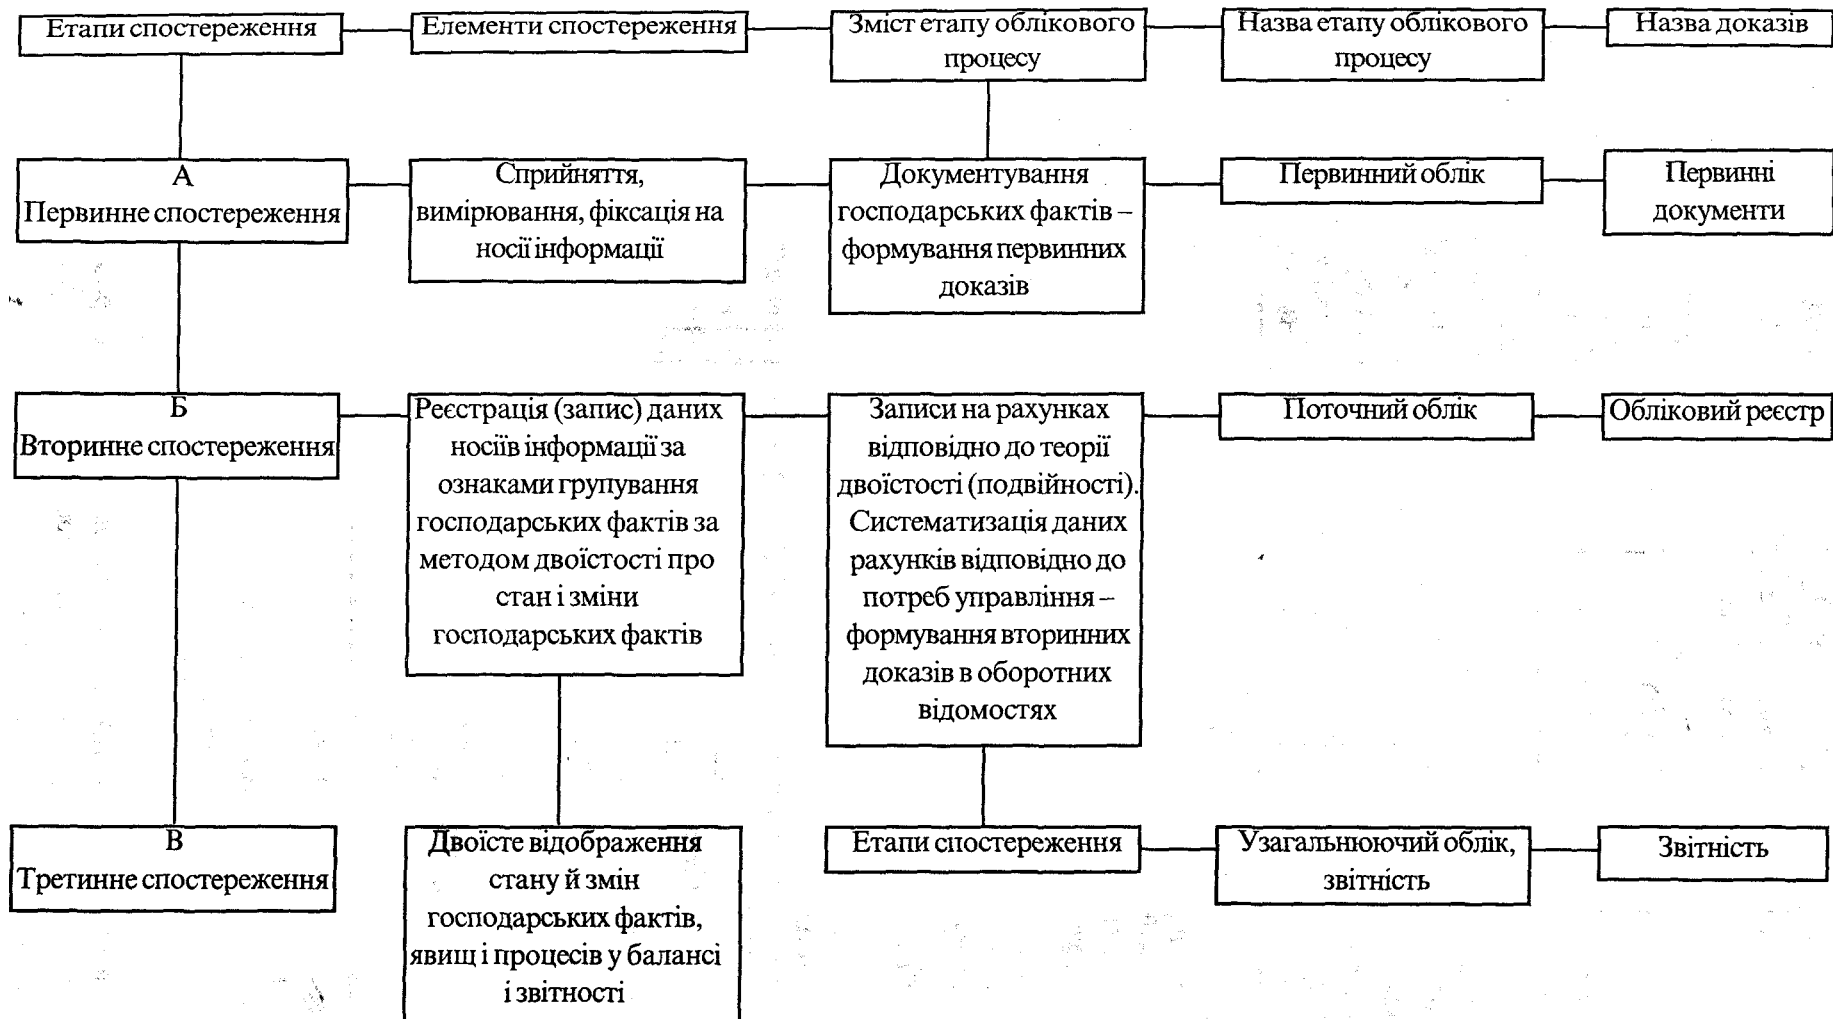 Етапи спостереження
Елементи спостереження
Зміст етапу облікового
процесу
Назва етапу облікового
процесу
Назва доказів
А
Первинне спостереження
Сприйняття,
вимірювання, фіксація на
носії інформації
Документування
господарських фактів –
формування первинних
доказів
Первинний облік
Первинні
документи
Б
Вторинне спостереження
Реєстрація (запис) даних
носіїв інформації за
ознаками групування
господарських фактів за
методом двоїстості про
стан і зміни
господарських фактів
Записи на рахунках
відповідно до теорії
двоїстості (подвійності).
Систематизація даних
рахунків відповідно до
потреб управління –
формування вторинних
доказів в оборотних
відомостях
Поточний облік
Обліковий реєстр
В
Третинне спостереження
Двоїсте відображення
стану й змін
господарських фактів,
явищ і процесів у балансі
і звітності
Етапи спостереження
Узагальнюючий облік,
звітність
Звітність